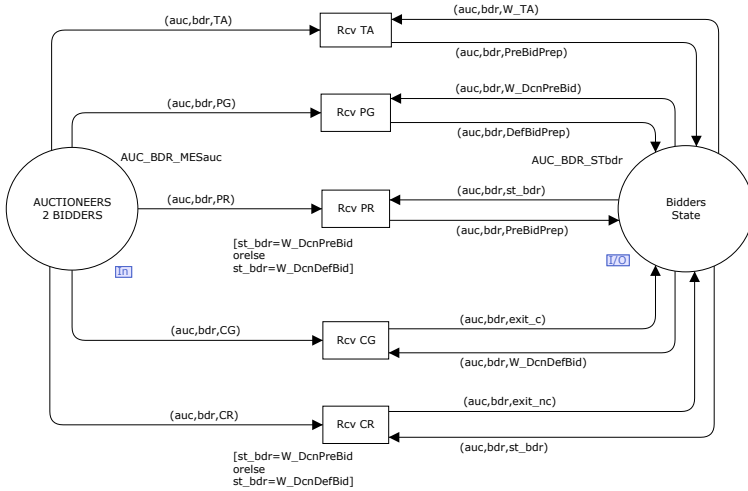 (auc,bdr,TA)
Rcv TA
(auc,bdr,W_TA)
(auc,bdr,PreBidPrep)
(auc,bdr,PG)
Rcv PG
(auc,bdr,W_DcnPreBid)
(auc,bdr,DefBidPrep)
AUC_BDR_MESauc
AUC_BDR_STbdr
AUCTIONEERS
2 BIDDERS
In
(auc,bdr,PR)
Rcv PR
(auc,bdr,st_bdr)
(auc,bdr,PreBidPrep)
Bidders
State
I/O
[st_bdr=W_DcnPreBid
orelse
st_bdr=W_DcnDefBid]
(auc,bdr,CG)
Rcv CG
(auc,bdr,exit_c)
(auc,bdr,W_DcnDefBid)
(auc,bdr,CR)
Rcv CR
(auc,bdr,exit_nc)
(auc,bdr,st_bdr)
[st_bdr=W_DcnPreBid
orelse
st_bdr=W_DcnDefBid]